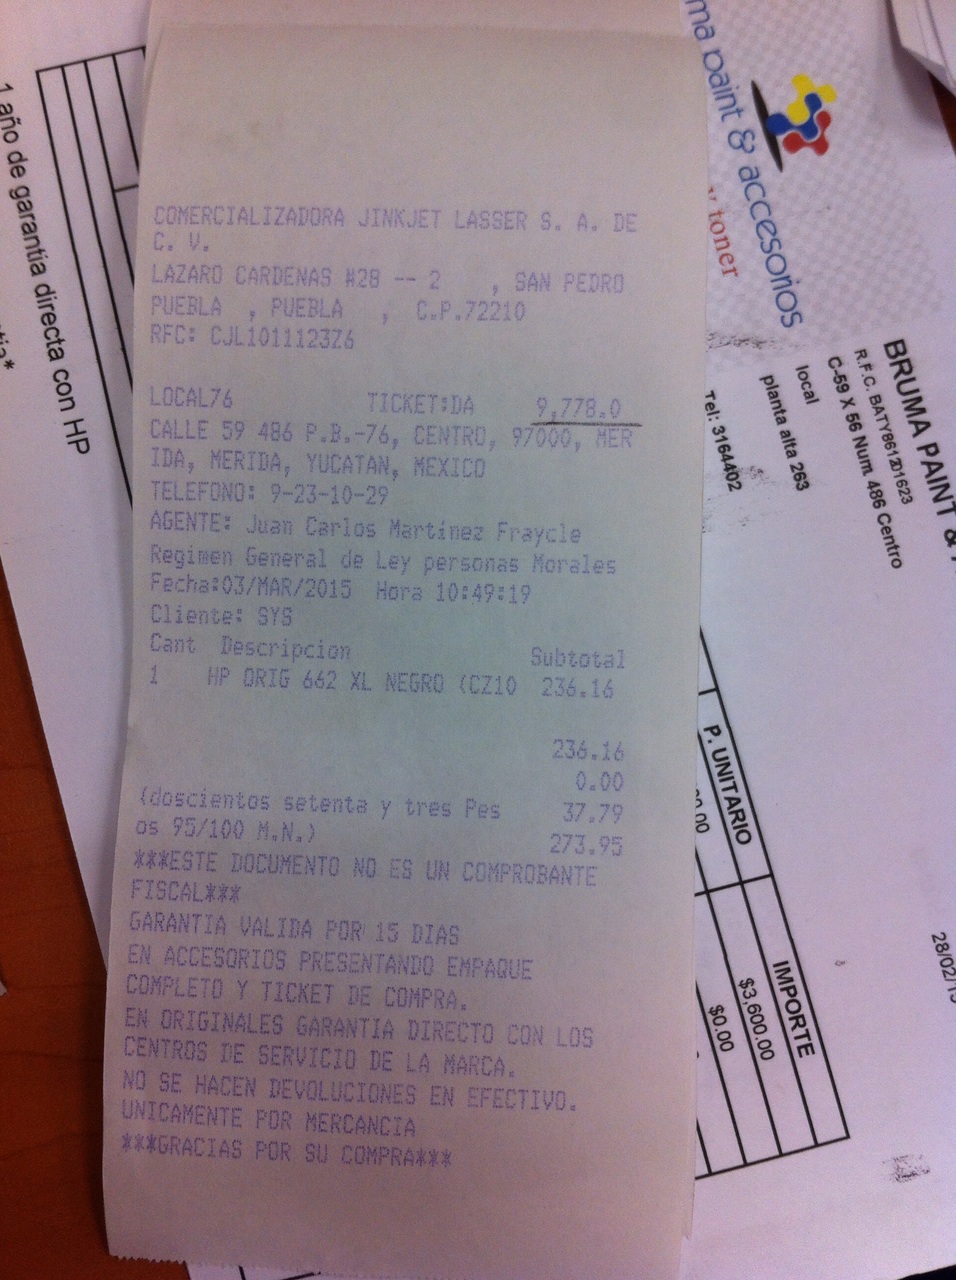 COMERCIALIZADORA JINKJET LASSER S. A. DE
C. V.
LAZARO CARDENAS #28 -- 2 , SAN PEDRO
PUEBLA , PUEBLA , C.P.72210
RFC: CJL1011123Z6
LOCAL76 TICKET:DA 9,778.0
CALLE 59 486 P.B.-76, CENTRO, 97000, MER
IDA, MERIDA, YUCATAN, MEXICO
TELEFONO: 9-23-10-29
AGENTE: Juan Carlos Martinez Fraycle
Regimen General de Ley personas Morales
Fecha:03/MAR/2015 Hora 10:49:19
Cliente: SYS
Cant Descripcion Subtotal
1 HP ORIG 662 XL NEGRO (CZ10 236.16
236.16
0.00
(doscientos setenta y tres Pes 37.79
os 95/100 M.N.) 273.95
***ESTE DOCUMENTO NO ES UN COMPROBANTE
FISCAL***
GARANTIA VALIDA POR 15 DIAS
EN ACCESORIOS PRESENTANDO EMPAQUE
COMPLETO Y TICKET DE COMPRA.
EN ORIGINALES GARANTIA DIRECTO CON LOS
CENTROS DE SERVICIO DE LA MARCA.
NO SE HACEN DEVOLUCIONES EN EFECTIVO.
UNICAMENTE POR MERCANCIA
***GRACIAS POR SU COMPRA***
1 año de garantia directa con HP
ma paint & accesorios
y toner
BRUMA PAINT &
R.F.C. BATY861201623
C-59 X 56 Num. 486 Centro
local
planta alta 263
Tel: 3164402
P. UNITARIO
IMPORTE
$3,600.00
$0.00
28/02/15